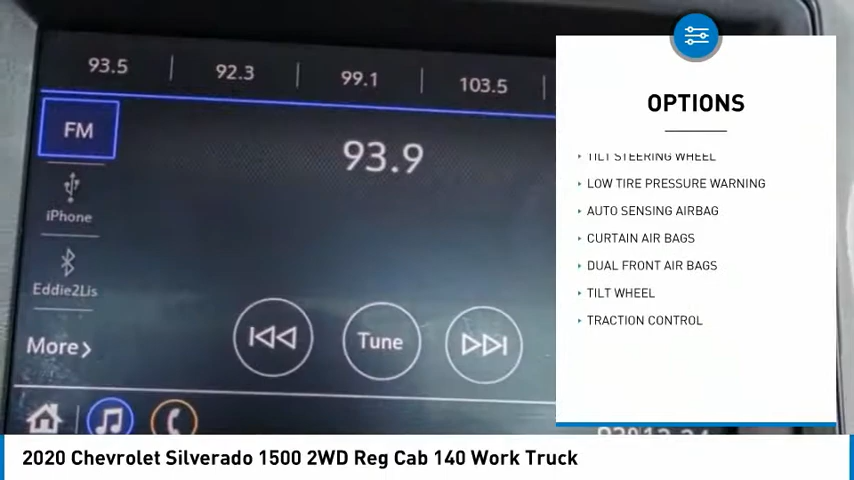 93.5 92.3 99.1 103.5
FM
93.9
iPhone
Eddie2Lis
More
Tune
OPTIONS
TILT STEERING WHEEL
LOW TIRE PRESSURE WARNING
AUTO SENSING AIRBAG
CURTAIN AIR BAGS
DUAL FRONT AIR BAGS
TILT WHEEL
TRACTION CONTROL
2020 Chevrolet Silverado 1500 2WD Reg Cab 140 Work Truck